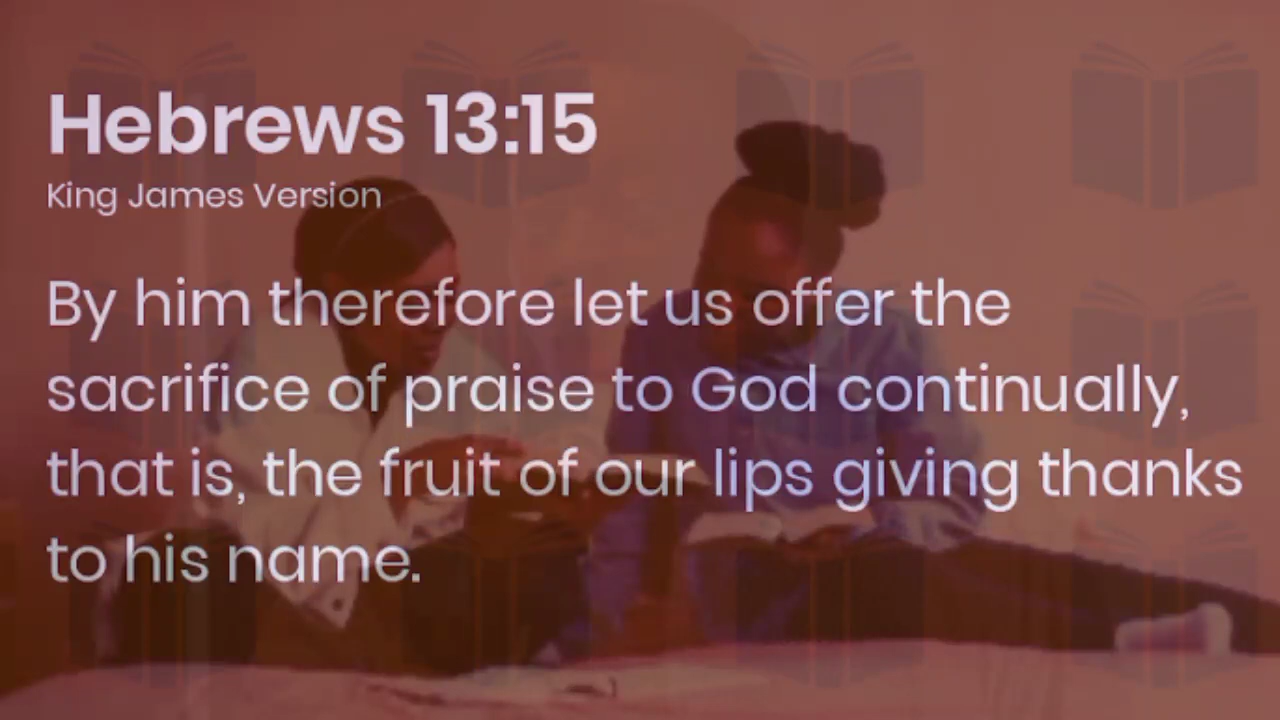 Hebrews 13:15
King James Version
By him therefore let us offer the
sacrifice of praise to God continually,
that is, the fruit of our lips giving thanks
to his name.